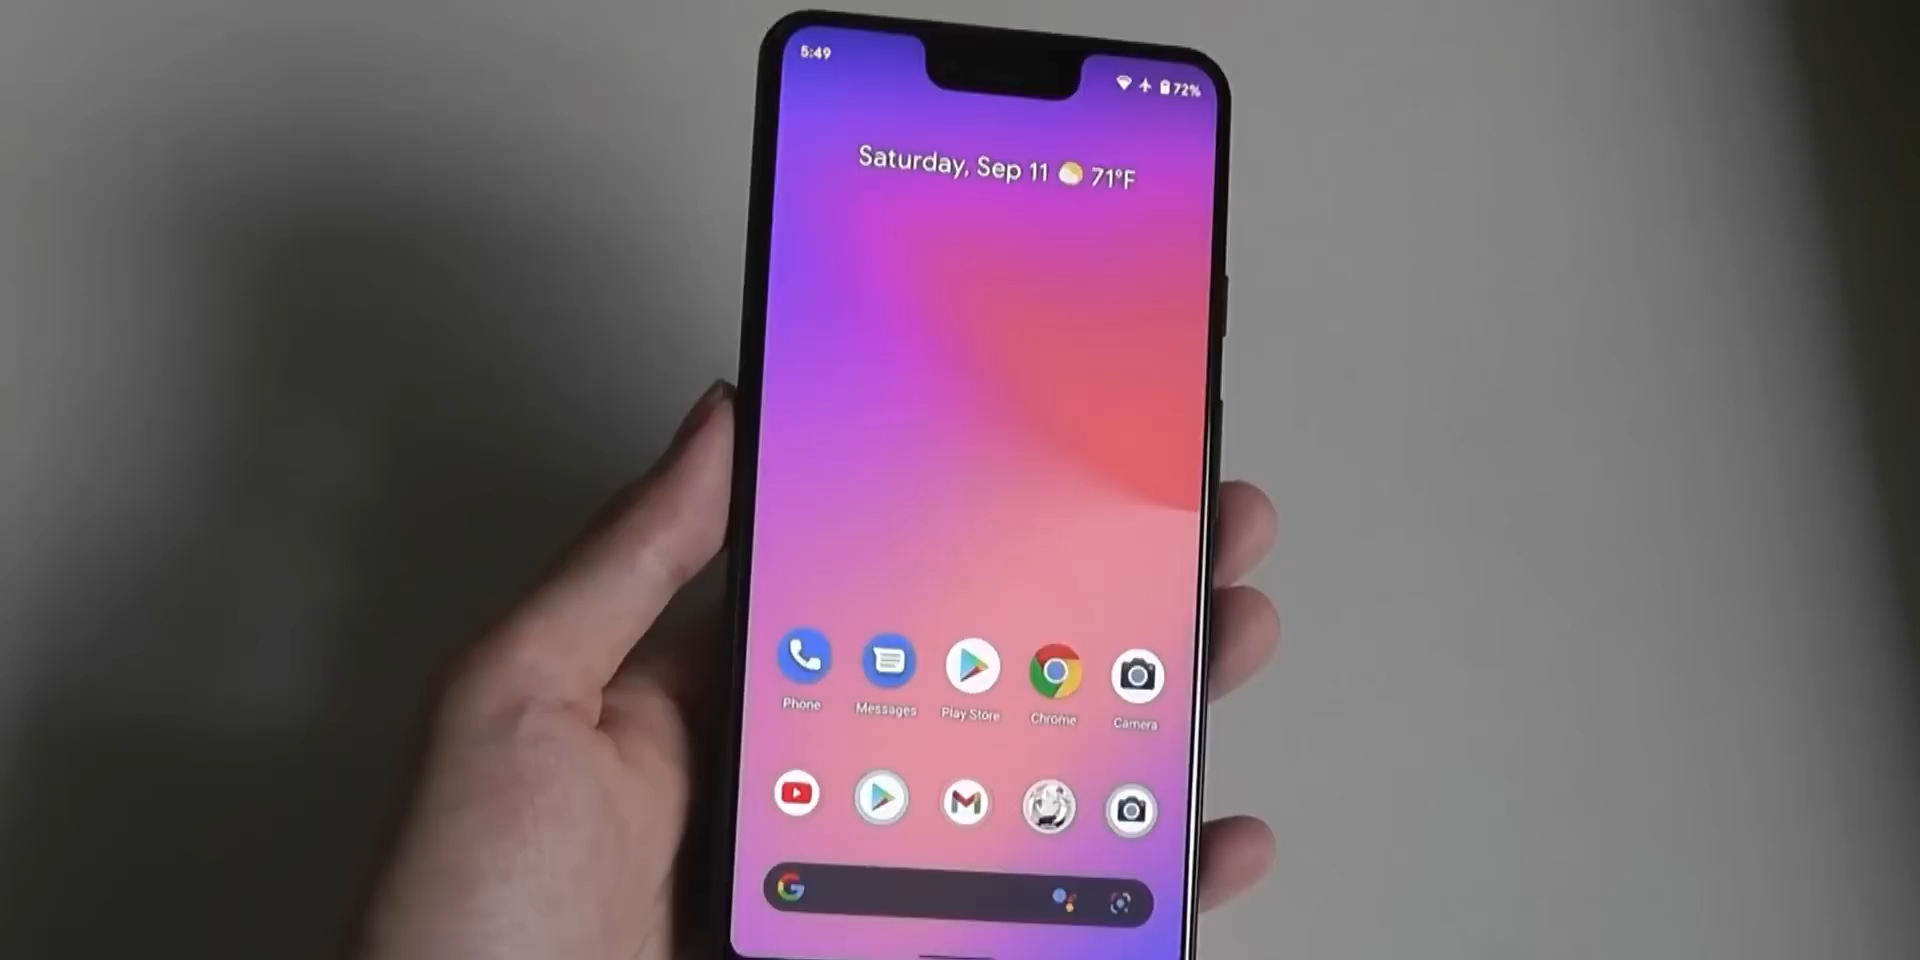 5:49
72%
Saturday, Sep 11 71°F
Phone Messages Play Store Chrome Camera